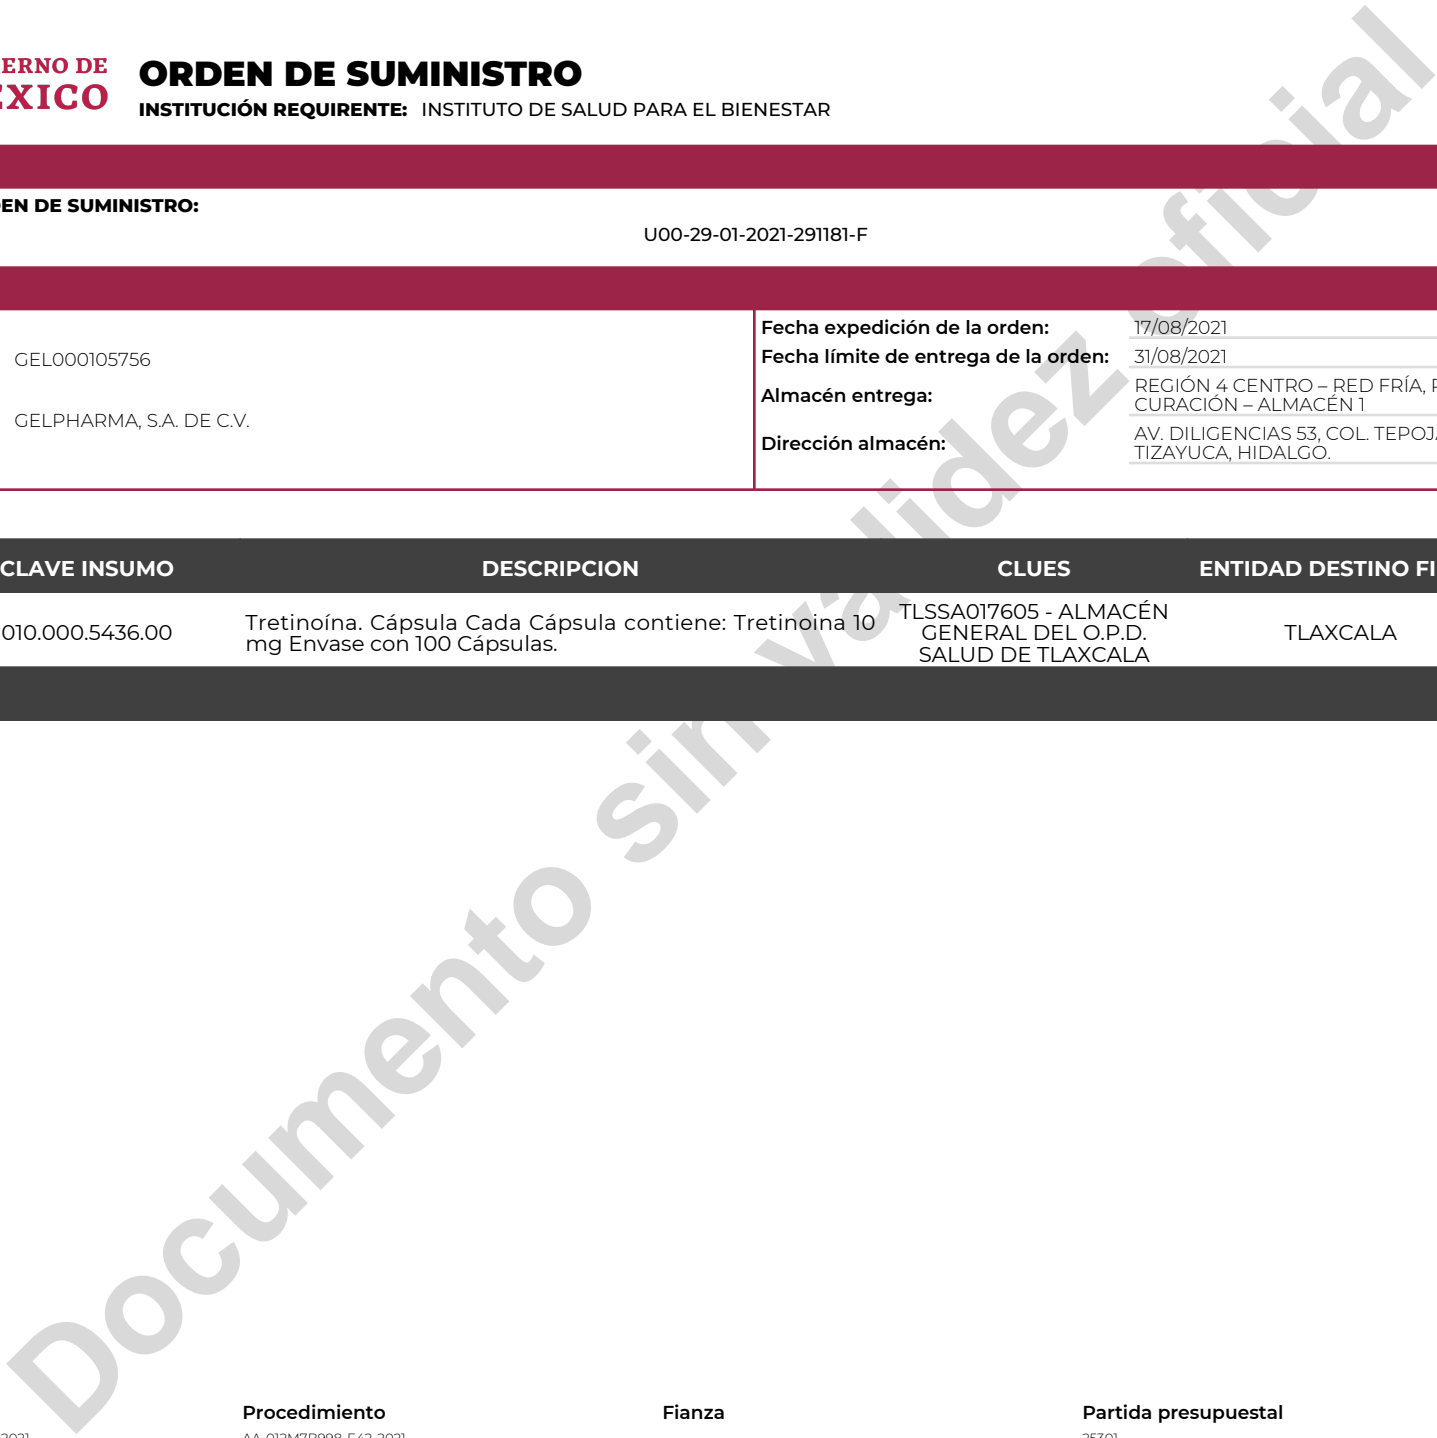 ERNO DE
EXICO
ORDEN DE SUMINISTRO
INSTITUCIÓN REQUIRENTE: INSTITUTO DE SALUD PARA EL BIENESTAR
EN DE SUMINISTRO:
U00-29-01-2021-291181-F
GEL000105756
GELPHARMA, S.A. DE C.V.
Fecha expedición de la orden: 17/08/2021
Fecha límite de entrega de la orden: 31/08/2021
Almacén entrega: REGIÓN 4 CENTRO – RED FRÍA,
CURACIÓN – ALMACÉN 1
Dirección almacén: AV. DILIGENCIAS 53, COL. TEPOJA
TIZAYUCA, HIDALGO.
CLAVE INSUMO DESCRIPCION CLUES ENTIDAD DESTINO FI
010.000.5436.00
Tretinoína. Cápsula Cada Cápsula contiene: Tretinoina 10
mg Envase con 100 Cápsulas.
TLSSA017605 - ALMACÉN
GENERAL DEL O.P.D.
SALUD DE TLAXCALA
TLAXCALA
Documento sin validez oficial
Procedimiento Fianza Partida presupuestal